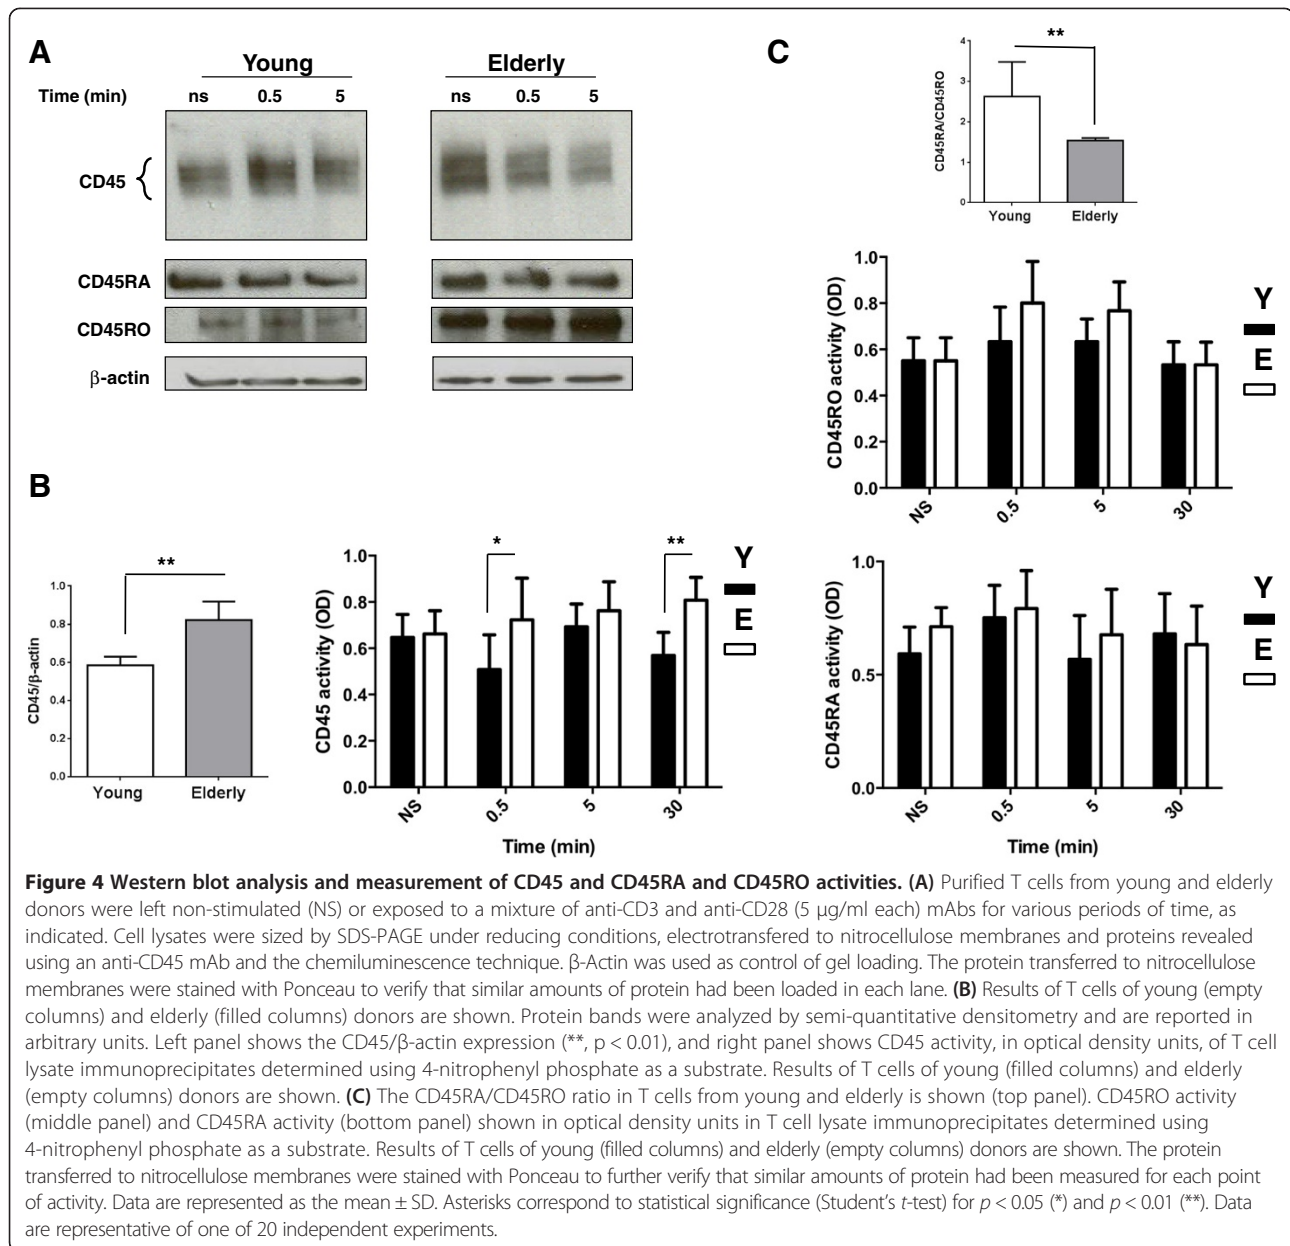 A
Young
Elderly
Time (min)
ns
0.5
5
ns
0.5
5
CD45
CD45RA
CD45RO
β-actin
B
**
CD45/β-actin
1.0
0.8
0.6
0.4
0.2
0.0
Young
Elderly
CD45 activity (OD)
1.0
0.8
0.6
0.4
0.2
0.0
*
**
NS
0.5
5
30
Time (min)
Y
E
C
**
CD45RA/CD45RO
4
3
2
1
0
Young
Elderly
CD45RO activity (OD)
1.0
0.8
0.6
0.4
0.2
0.0
NS
0.5
5
30
Y
E
CD45RA activity (OD)
1.0
0.5
0.0
NS
0.5
5
30
Time (min)
Y
E
Figure 4 Western blot analysis and measurement of CD45 and CD45RA and CD45RO activities. (A) Purified T cells from young and elderly
donors were left non-stimulated (NS) or exposed to a mixture of anti-CD3 and anti-CD28 (5 μg/ml each) mAbs for various periods of time, as
indicated. Cell lysates were sized by SDS-PAGE under reducing conditions, electrotransfered to nitrocellulose membranes and proteins revealed
using an anti-CD45 mAb and the chemiluminescence technique. β-Actin was used as control of gel loading. The protein transferred to nitrocellulose
membranes were stained with Ponceau to verify that similar amounts of protein had been loaded in each lane. (B) Results of T cells of young (empty
columns) and elderly (filled columns) donors are shown. Protein bands were analyzed by semi-quantitative densitometry and are reported in
arbitrary units. Left panel shows the CD45/β-actin expression (**, p < 0.01), and right panel shows CD45 activity, in optical density units, of T cell
lysate immunoprecipitates determined using 4-nitrophenyl phosphate as a substrate. Results of T cells of young (filled columns) and elderly
(empty columns) donors are shown. (C) The CD45RA/CD45RO ratio in T cells from young and elderly is shown (top panel). CD45RO activity
(middle panel) and CD45RA activity (bottom panel) shown in optical density units in T cell lysate immunoprecipitates determined using
4-nitrophenyl phosphate as a substrate. Results of T cells of young (filled columns) and elderly (empty columns) donors are shown. The protein
transferred to nitrocellulose membranes were stained with Ponceau to further verify that similar amounts of protein had been measured for each point
of activity. Data are represented as the mean ± SD. Asterisks correspond to statistical significance (Student's t-test) for p < 0.05 (*) and p < 0.01 (**). Data
are representative of one of 20 independent experiments.